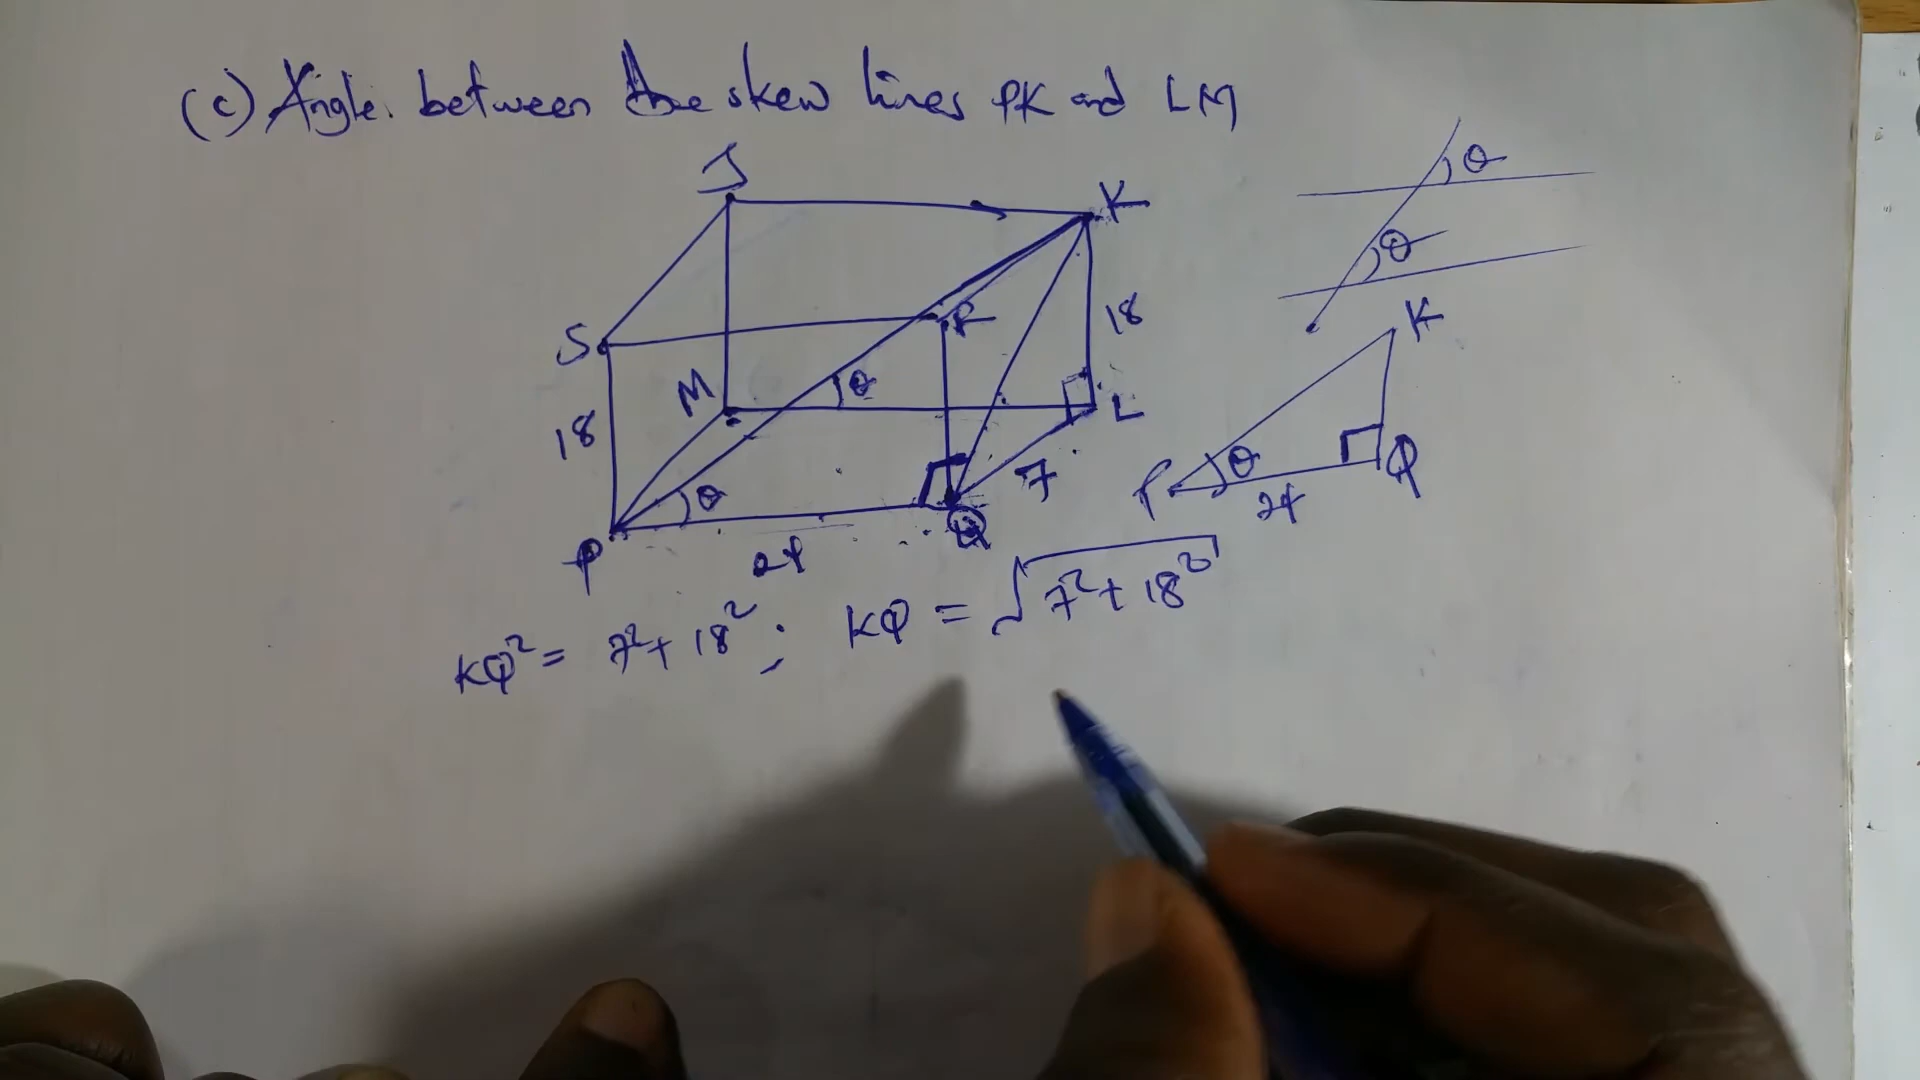 (c) Angle between the skew lines PK and LM
J
K
θ
θ
S
R
18
K
M
θ
L
18
7
P
θ
Q
24
θ
P
Q
24
KQ² = 7² + 18² ; KQ = √7² + 18²